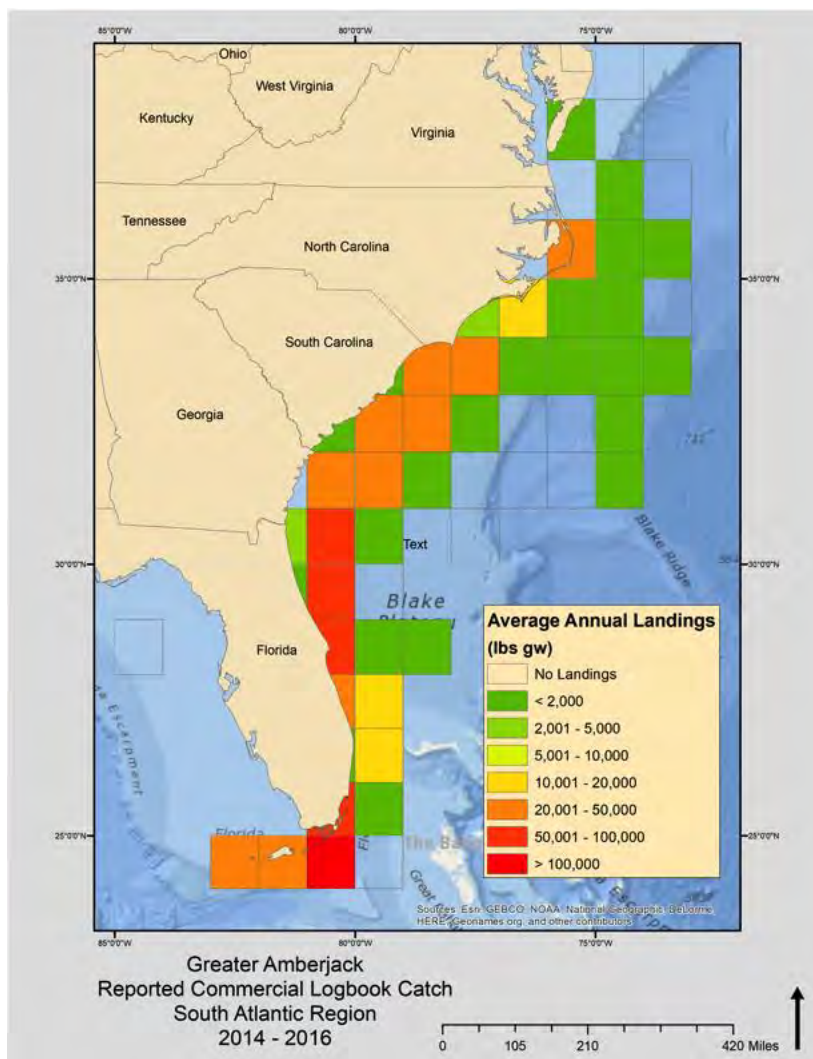 85°0'0"W 80°0'0"W 75°0'0"W
Ohio
West Virginia
Kentucky
Virginia
Tennessee
North Carolina
35°0'0"N 35°0'0"N
South Carolina
Georgia
Text
Blake Ridge
30°0'0"N 30°0'0"N
Blake
Florida
Escarpment
Average Annual Landings
(lbs gw)
No Landings
< 2,000
2,001 - 5,000
5,001 - 10,000
10,001 - 20,000
20,001 - 50,000
50,001 - 100,000
> 100,000
25°0'0"N 25°0'0"N
Florida
The Ba
Great
Sources: Esri, GEBCO, NOAA, National Geographic, DeLorme,
HERE, Geonames.org, and other contributors
85°0'0"W 80°0'0"W 75°0'0"W
Greater Amberjack
Reported Commercial Logbook Catch
South Atlantic Region
2014 - 2016
0 105 210 420 Miles